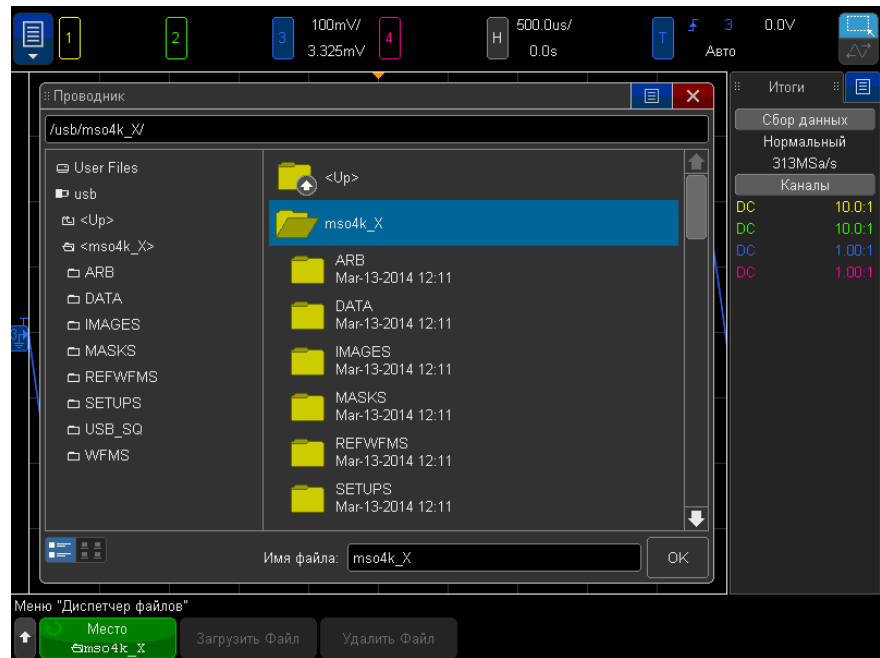 1
2
3
100mV/
3.325mV
4
H
500.0us/
0.0s
T
3
0.0V
Авто
Проводник
/usb/mso4k_X/
User Files
usb
<Up>
<mso4k_X>
ARB
DATA
IMAGES
MASKS
REFWFMS
SETUPS
USB_SQ
WFMS
<Up>
mso4k_X
ARB
Mar-13-2014 12:11
DATA
Mar-13-2014 12:11
IMAGES
Mar-13-2014 12:11
MASKS
Mar-13-2014 12:11
REFWFMS
Mar-13-2014 12:11
SETUPS
Mar-13-2014 12:11
Имя файла: mso4k_X
OK
Итоги
Сбор данных
Нормальный
313MSa/s
Каналы
DC 10.0:1
DC 10.0:1
DC 1.00:1
DC 1.00:1
Меню "Диспетчер файлов"
Место
mso4k_X
Загрузить Файл
Удалить Файл